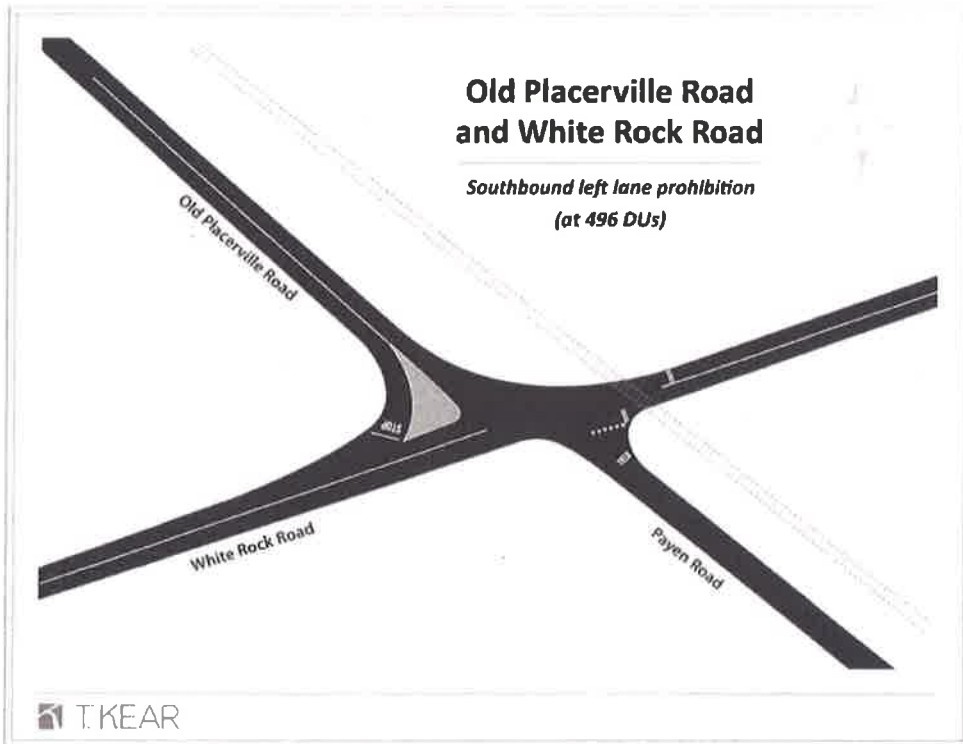 Old Placerville Road
and White Rock Road
Southbound left lane prohibition
(at 496 DUs)
Old Placerville Road
STOP
White Rock Road
Payen Road
T.KEAR